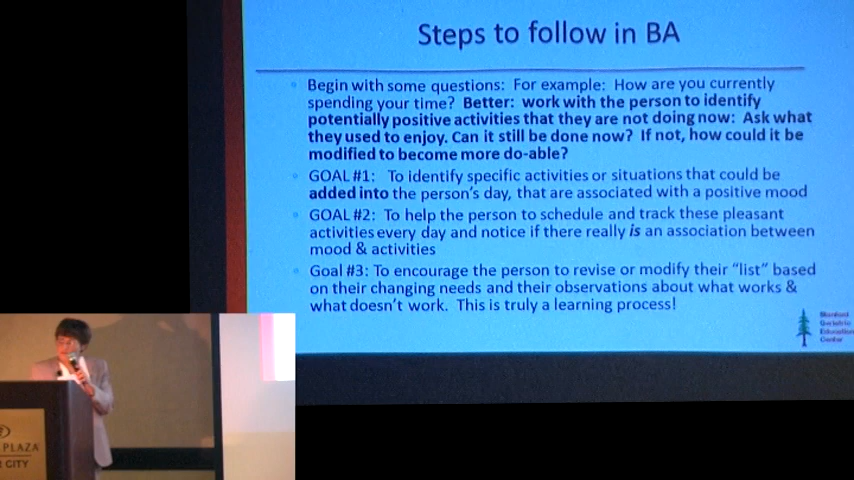 Steps to follow in BA
Begin with some questions: For example: How are you currently
spending your time? Better: work with the person to identify
potentially positive activities that they are not doing now: Ask what
they used to enjoy. Can it still be done now? If not, how could it be
modified to become more do-able?
GOAL #1: To identify specific activities or situations that could be
added into the person's day, that are associated with a positive mood
GOAL #2: To help the person to schedule and track these pleasant
activities every day and notice if there really is an association between
mood & activities
Goal #3: To encourage the person to revise or modify their "list" based
on their changing needs and their observations about what works &
what doesn't work. This is truly a learning process!
Stanford
Geriatric
Education
Center
PLAZA
CITY